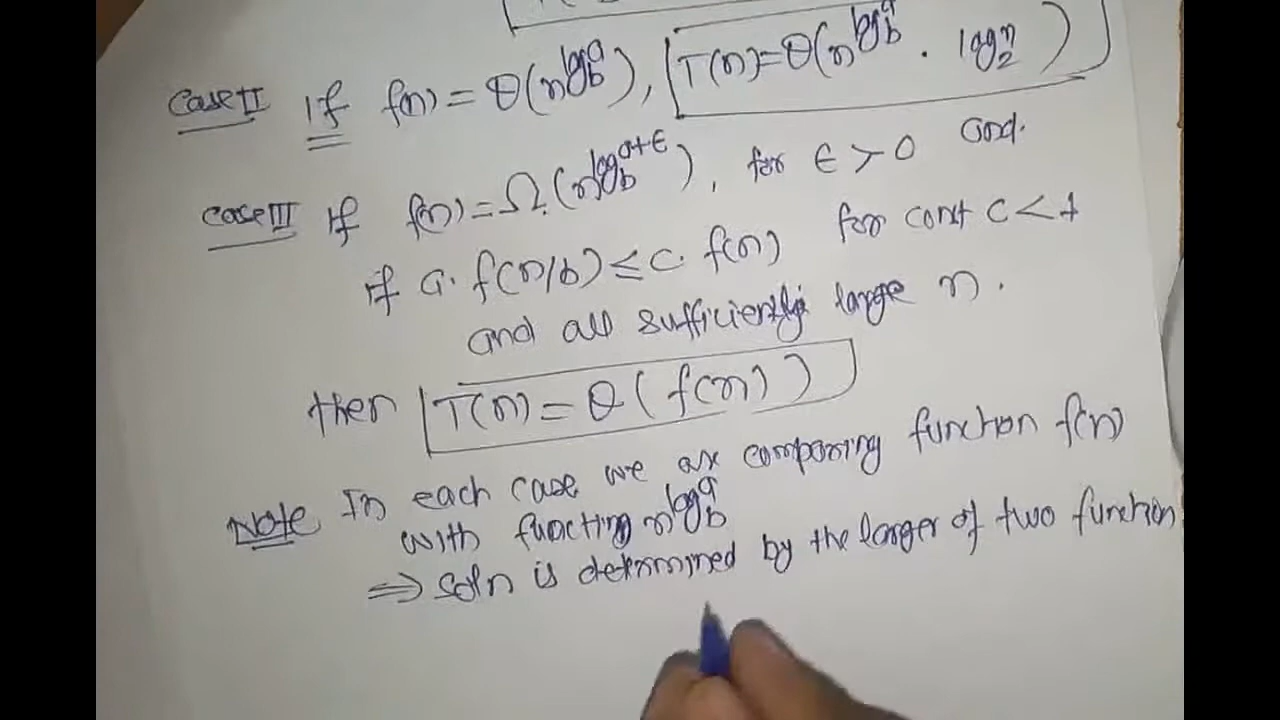 Case II If f(n) = Θ(n^log_b^a), T(n)=Θ(n^log_b^a . log_2^n)
Case III If f(n) = Ω(n^log_b^a+ε), for ε > 0 and.
if a. f(n/b) ≤ c. f(n) for const c < 1
and all sufficiently large n.
then T(n) = Θ(f(n))
Note In each case we are comparing function f(n)
with functing n^log_b^a
⇒ Soln is determined by the larger of two function